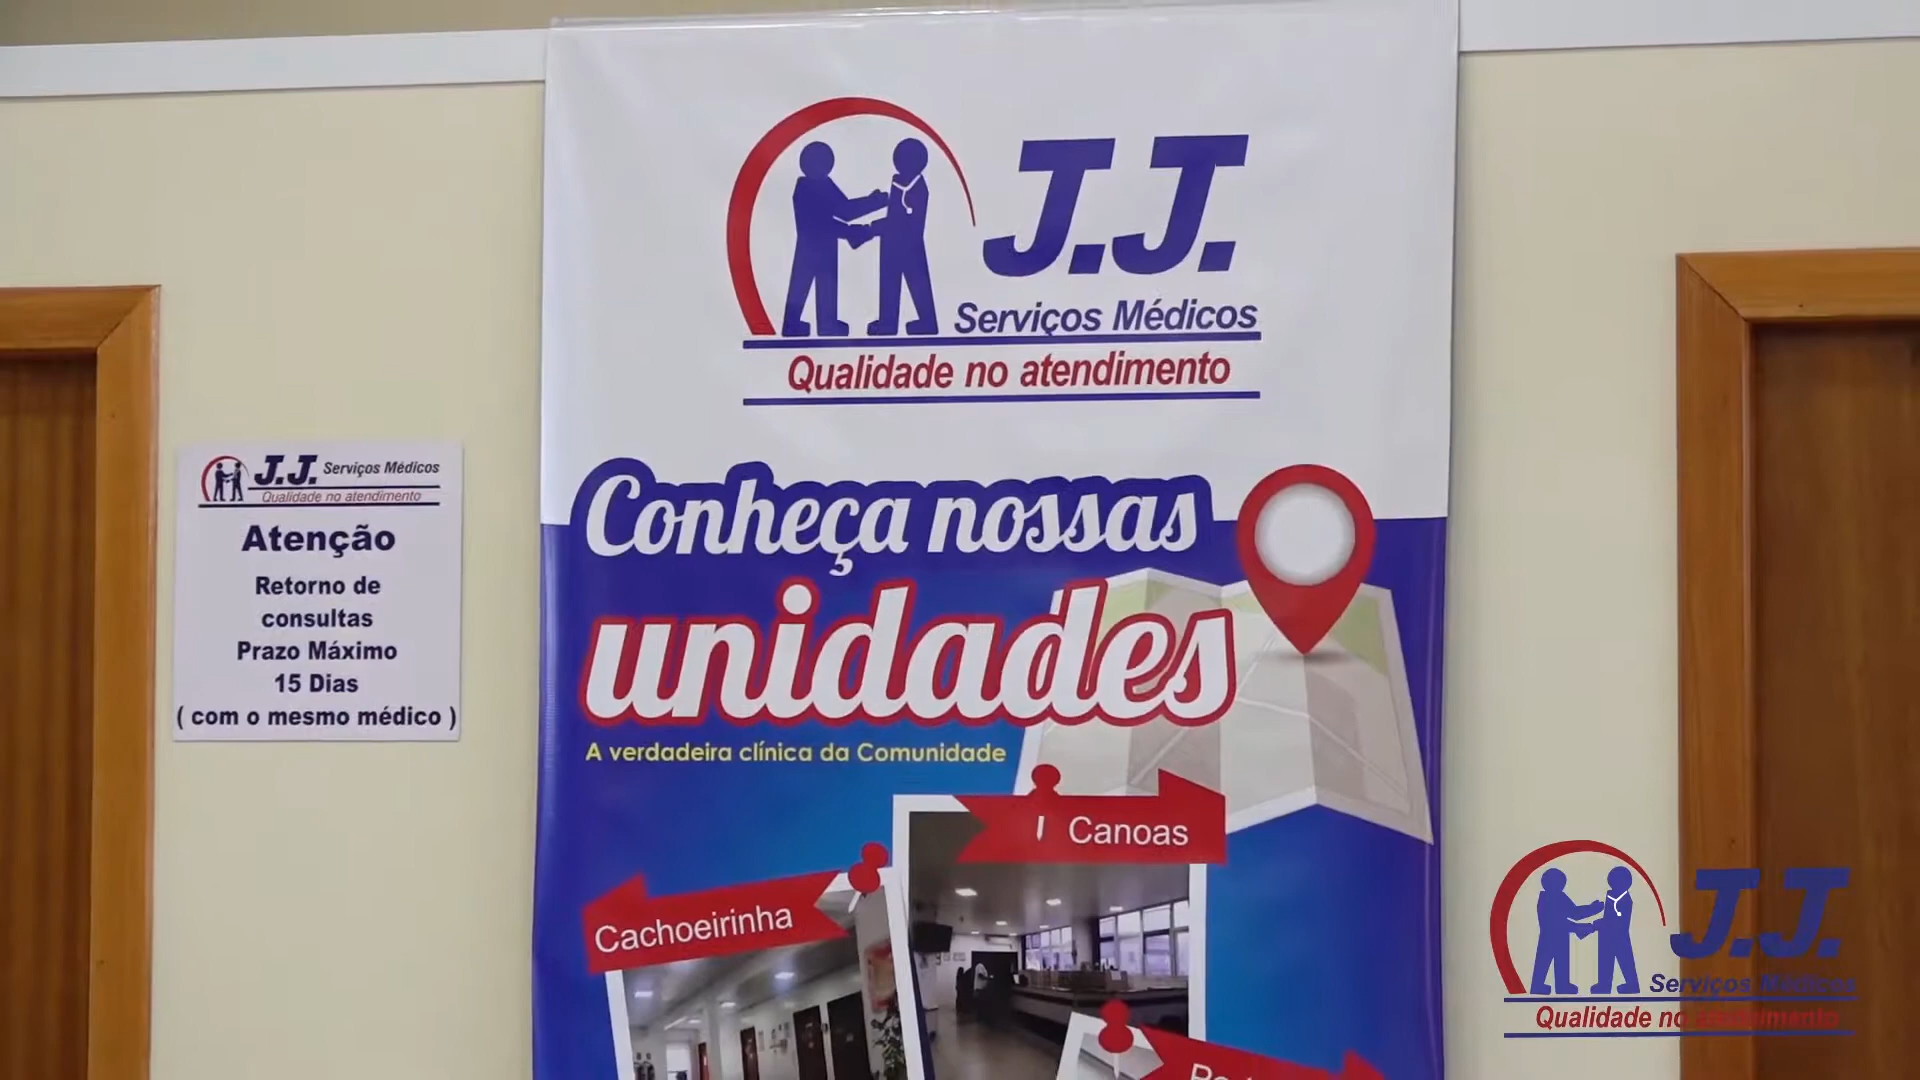 J.J.
Serviços Médicos
Qualidade no atendimento
Conheça nossas
unidades
A verdadeira clínica da Comunidade
Canoas
Cachoeirinha
J.J. Serviços Médicos
Qualidade no atendimento
Atenção
Retorno de
consultas
Prazo Máximo
15 Dias
( com o mesmo médico )
J.J.
Serviços Médicos
Qualidade no atendimento